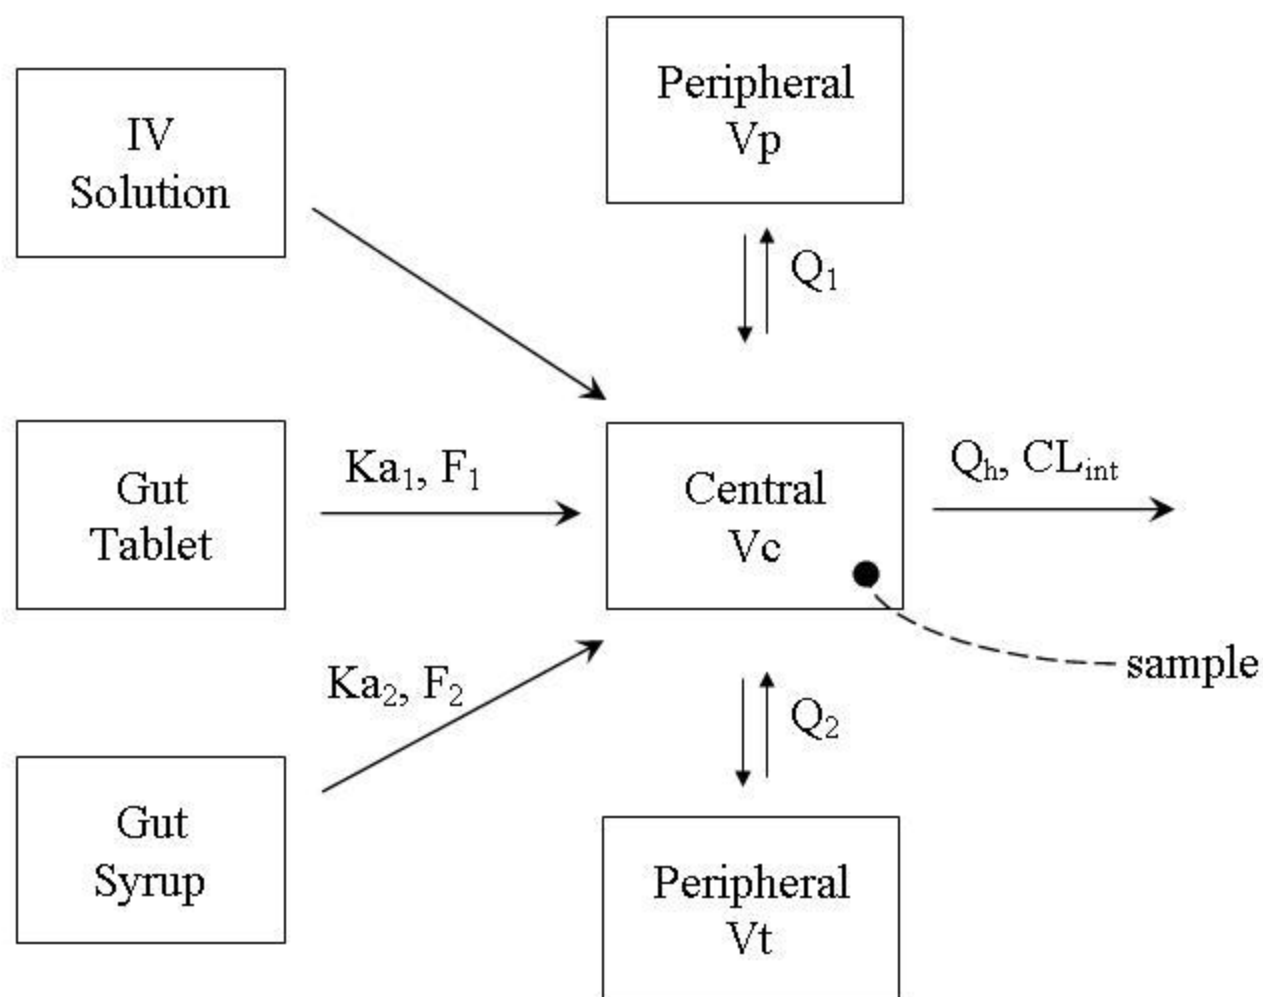 IV
Solution
Peripheral
Vp
Q₁
Gut
Tablet
Ka₁, F₁
Central
Vc
Qₕ, CLᵢₙₜ
sample
Ka₂, F₂
Q₂
Gut
Syrup
Peripheral
Vt